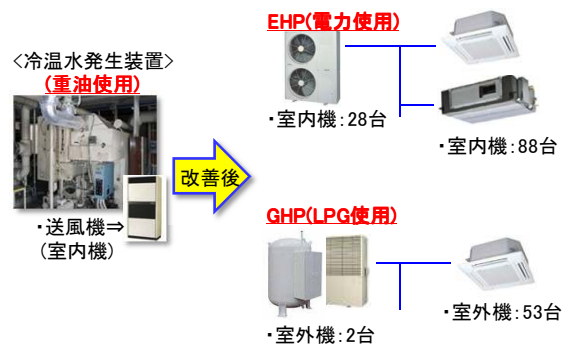 <冷温水発生装置>
(重油使用)
・送風機⇒
(室内機)
改善後
EHP(電力使用)
・室内機:28台
・室内機:88台
GHP(LPG使用)
・室外機:2台
・室外機:53台